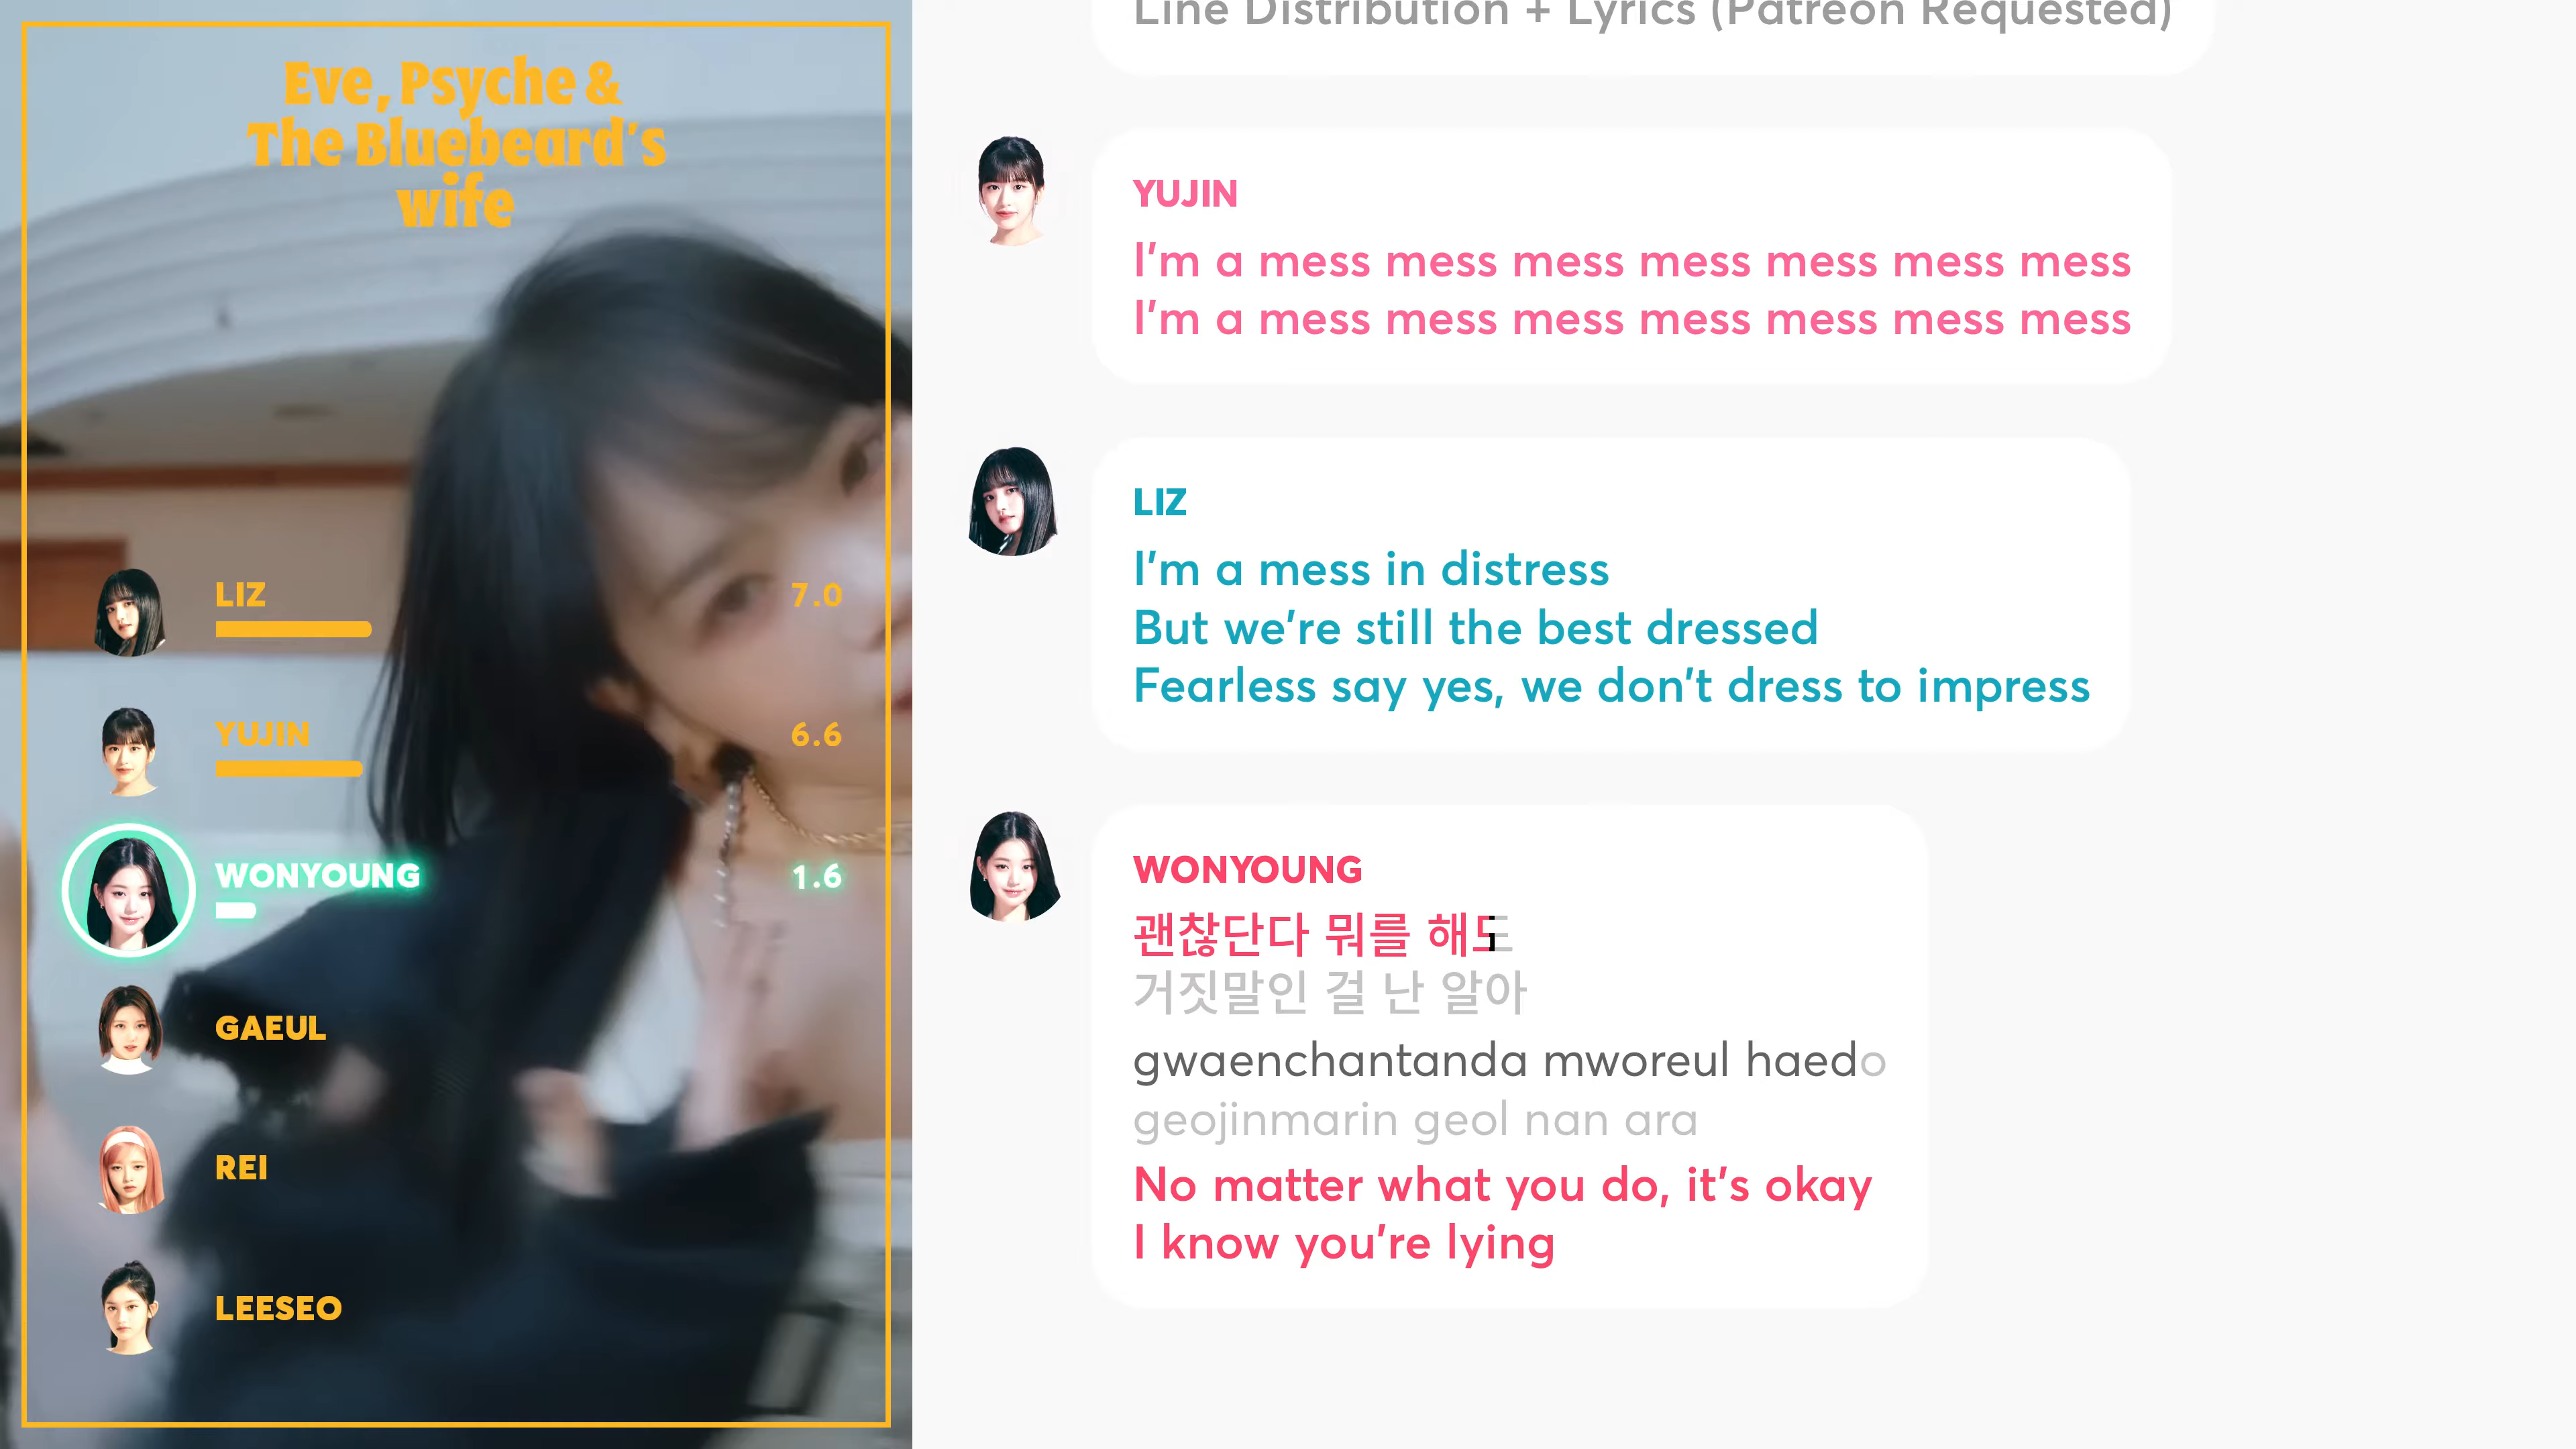 Eve, Psyche &
The Bluebeard's
wife
LIZ
7.0
YUJIN
6.6
WONYOUNG
1.6
GAEUL
REI
LEESEO
Line Distribution + Lyrics (Patreon Requested)
YUJIN
I'm a mess mess mess mess mess mess mess
I'm a mess mess mess mess mess mess mess
LIZ
I'm a mess in distress
But we're still the best dressed
Fearless say yes, we don't dress to impress
WONYOUNG
괜찮단다 뭐를 해도
거짓말인 걸 난 알아
gwaenchantanda mworeul haedo
geojinmarin geol nan ara
No matter what you do, it's okay
I know you're lying